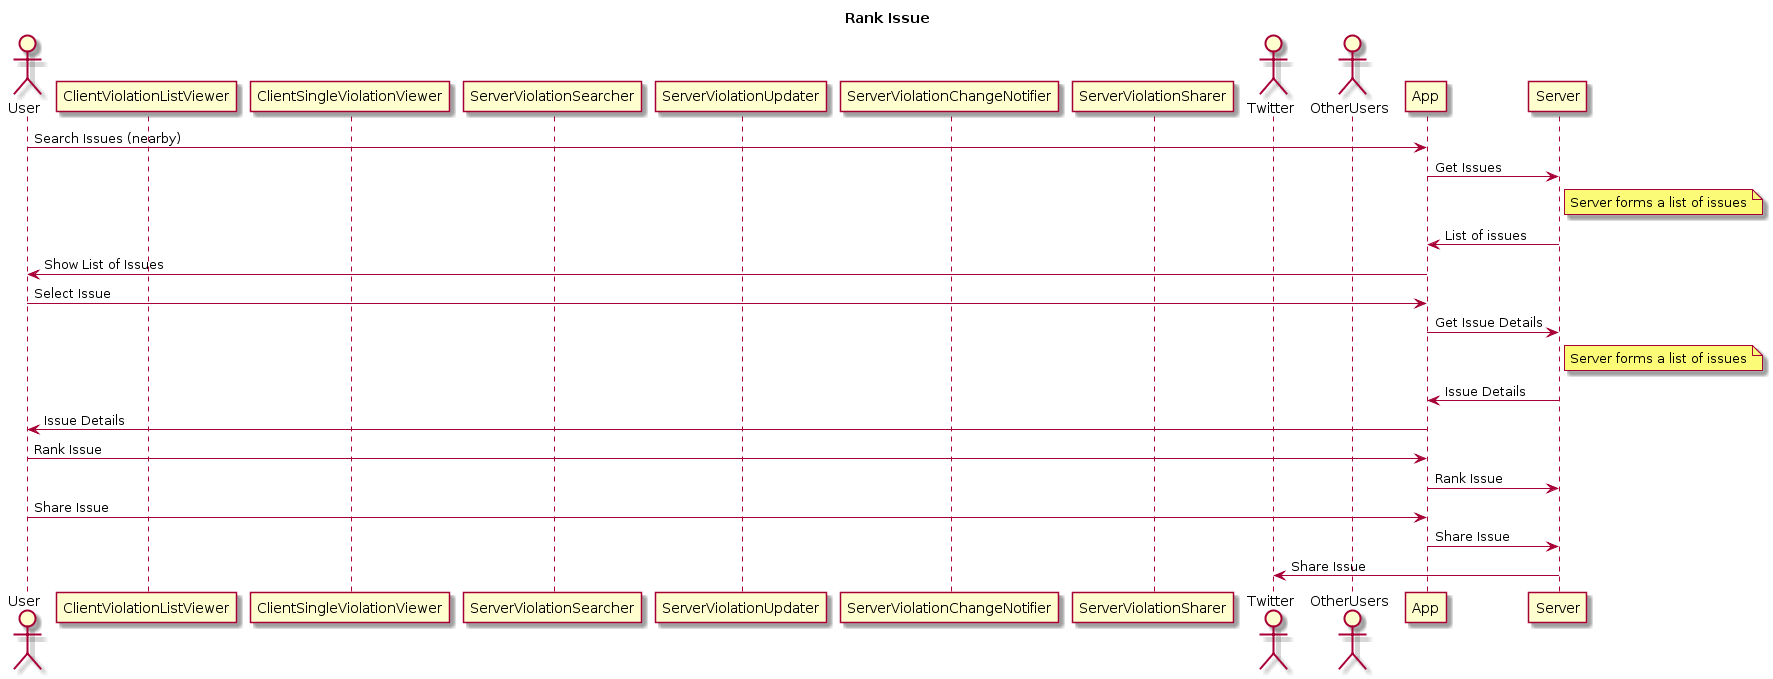 Rank Issue
User
ClientViolationListViewer
ClientSingleViolationViewer
ServerViolationSearcher
ServerViolationUpdater
ServerViolationChangeNotifier
ServerViolationSharer
Twitter
OtherUsers
App
Server
Search Issues (nearby)
Get Issues
Server forms a list of issues
List of issues
Show List of Issues
Select Issue
Get Issue Details
Server forms a list of issues
Issue Details
Issue Details
Rank Issue
Rank Issue
Share Issue
Share Issue
Share Issue
User
ClientViolationListViewer
ClientSingleViolationViewer
ServerViolationSearcher
ServerViolationUpdater
ServerViolationChangeNotifier
ServerViolationSharer
Twitter
OtherUsers
App
Server